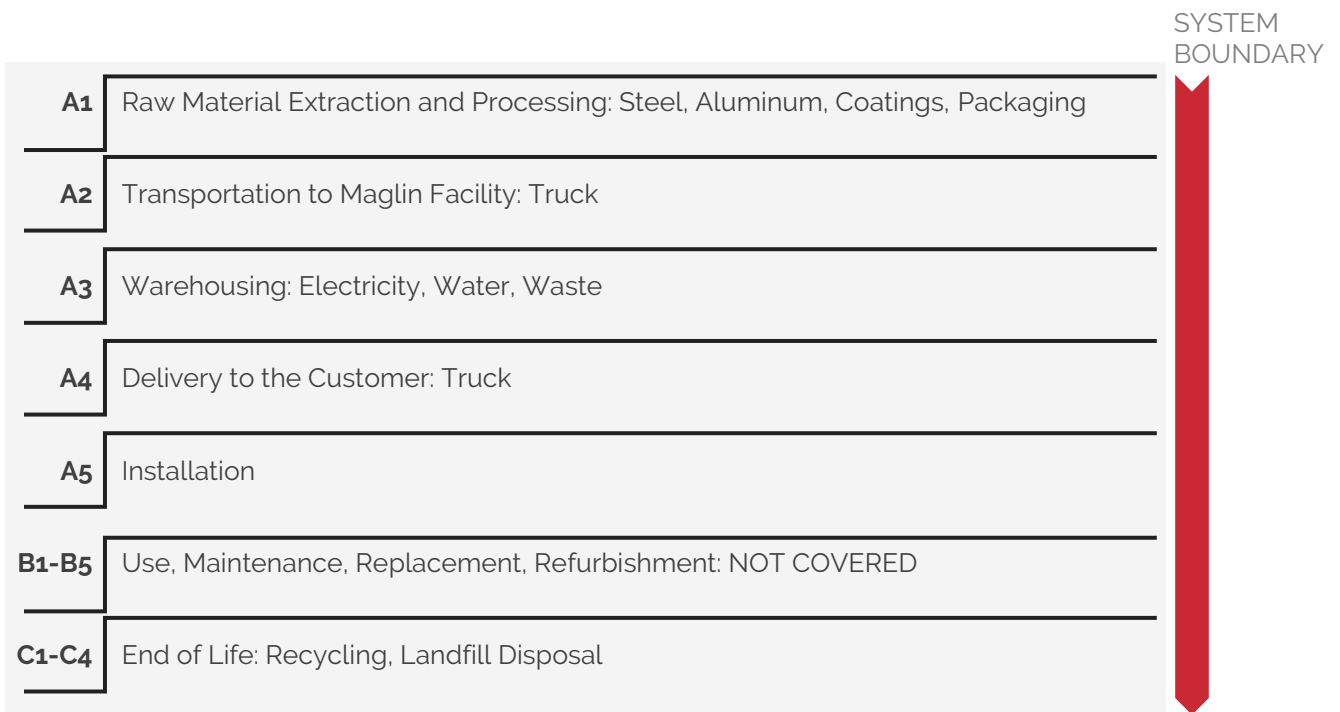 SYSTEM
BOUNDARY
A1 Raw Material Extraction and Processing: Steel, Aluminum, Coatings, Packaging
A2 Transportation to Maglin Facility: Truck
A3 Warehousing: Electricity, Water, Waste
A4 Delivery to the Customer: Truck
A5 Installation
B1-B5 Use, Maintenance, Replacement, Refurbishment: NOT COVERED
C1-C4 End of Life: Recycling, Landfill Disposal